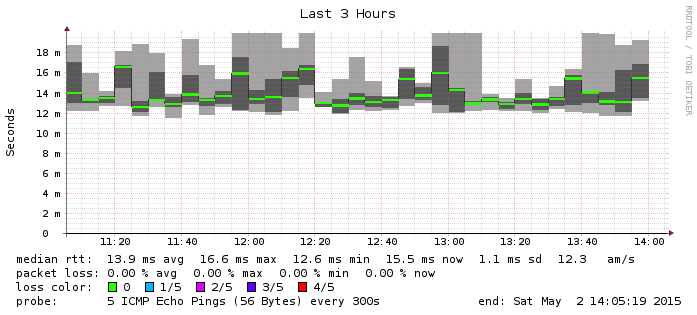 Last 3 Hours
RRDTOOL / TOBI OETIKER
Seconds
18 m
16 m
14 m
12 m
10 m
8 m
6 m
4 m
2 m
0
11:20 11:40 12:00 12:20 12:40 13:00 13:20 13:40 14:00
median rtt: 13.9 ms avg 16.6 ms max 12.6 ms min 15.5 ms now 1.1 ms sd 12.3 am/s
packet loss: 0.00 % avg 0.00 % max 0.00 % min 0.00 % now
loss color: 0 1/5 2/5 3/5 4/5
probe: 5 ICMP Echo Pings (56 Bytes) every 300s end: Sat May 2 14:05:19 2015